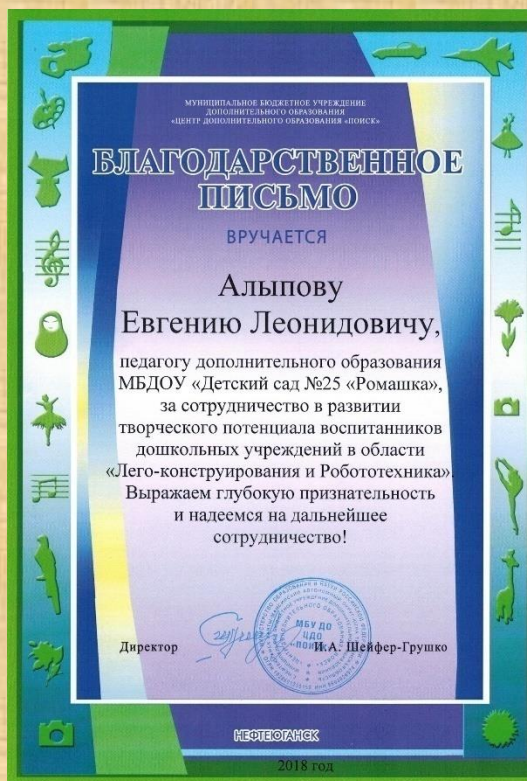 МУНИЦИПАЛЬНОЕ БЮДЖЕТНОЕ УЧРЕЖДЕНИЕ
ДОПОЛНИТЕЛЬНОГО ОБРАЗОВАНИЯ
«ЦЕНТР ДОПОЛНИТЕЛЬНОГО ОБРАЗОВАНИЯ «ПОИСК»
БЛАГОДАРСТВЕННОЕ
ПИСЬМО
ВРУЧАЕТСЯ
Алыпову
Евгению Леонидовичу,
педагогу дополнительного образования
МБДОУ «Детский сад №25 «Ромашка»,
за сотрудничество в развитии
творческого потенциала воспитанников
дошкольных учреждений в области
«Лего-конструирования и Робототехника».
Выражаем глубокую признательность
и надеемся на дальнейшее
сотрудничество!
МБУ ДО
ЦДО
«ПОИСК»
Директор
И.А. Шейфер-Грушко
НЕФТЕЮГАНСК
2018 год